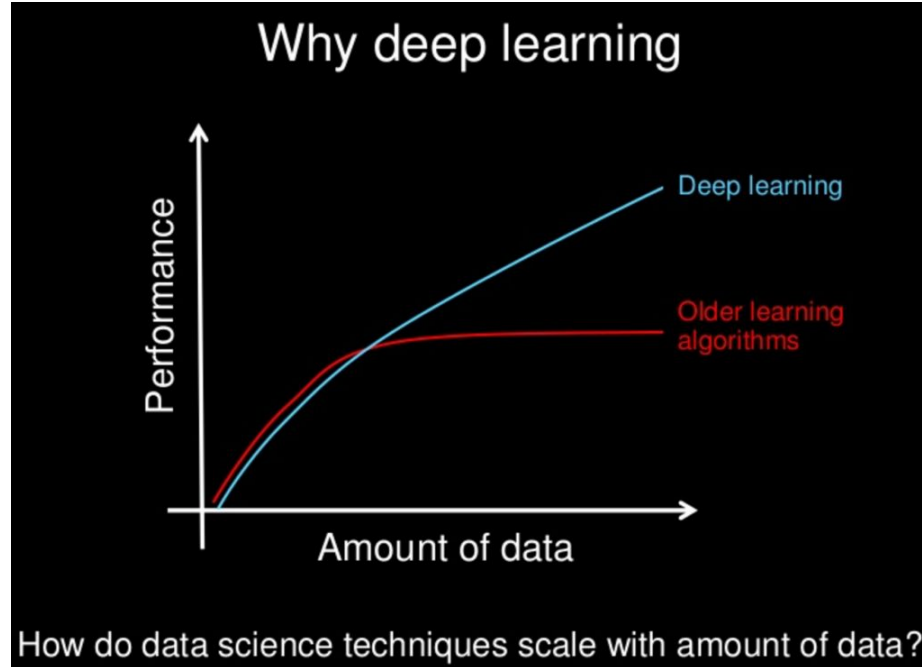 Why deep learning
Performance
Deep learning
Older learning
algorithms
Amount of data
How do data science techniques scale with amount of data?